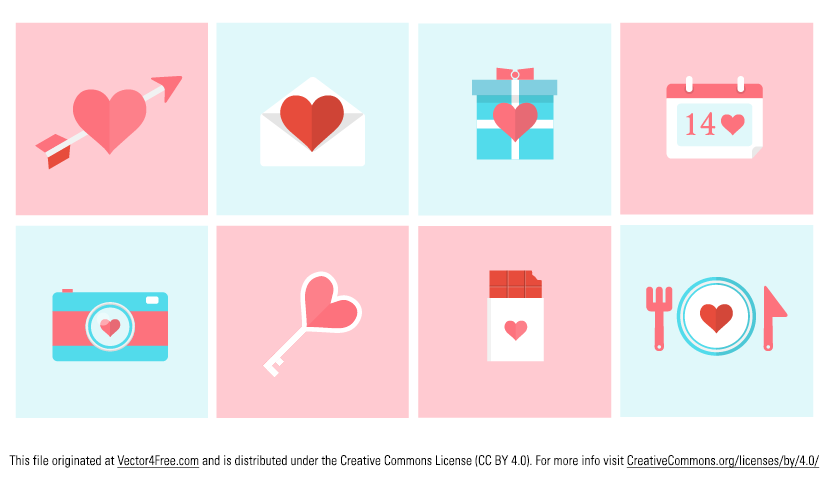 14
This file originated at Vector4Free.com and is distributed under the Creative Commons License (CC BY 4.0). For more info visit CreativeCommons.org/licenses/by/4.0/